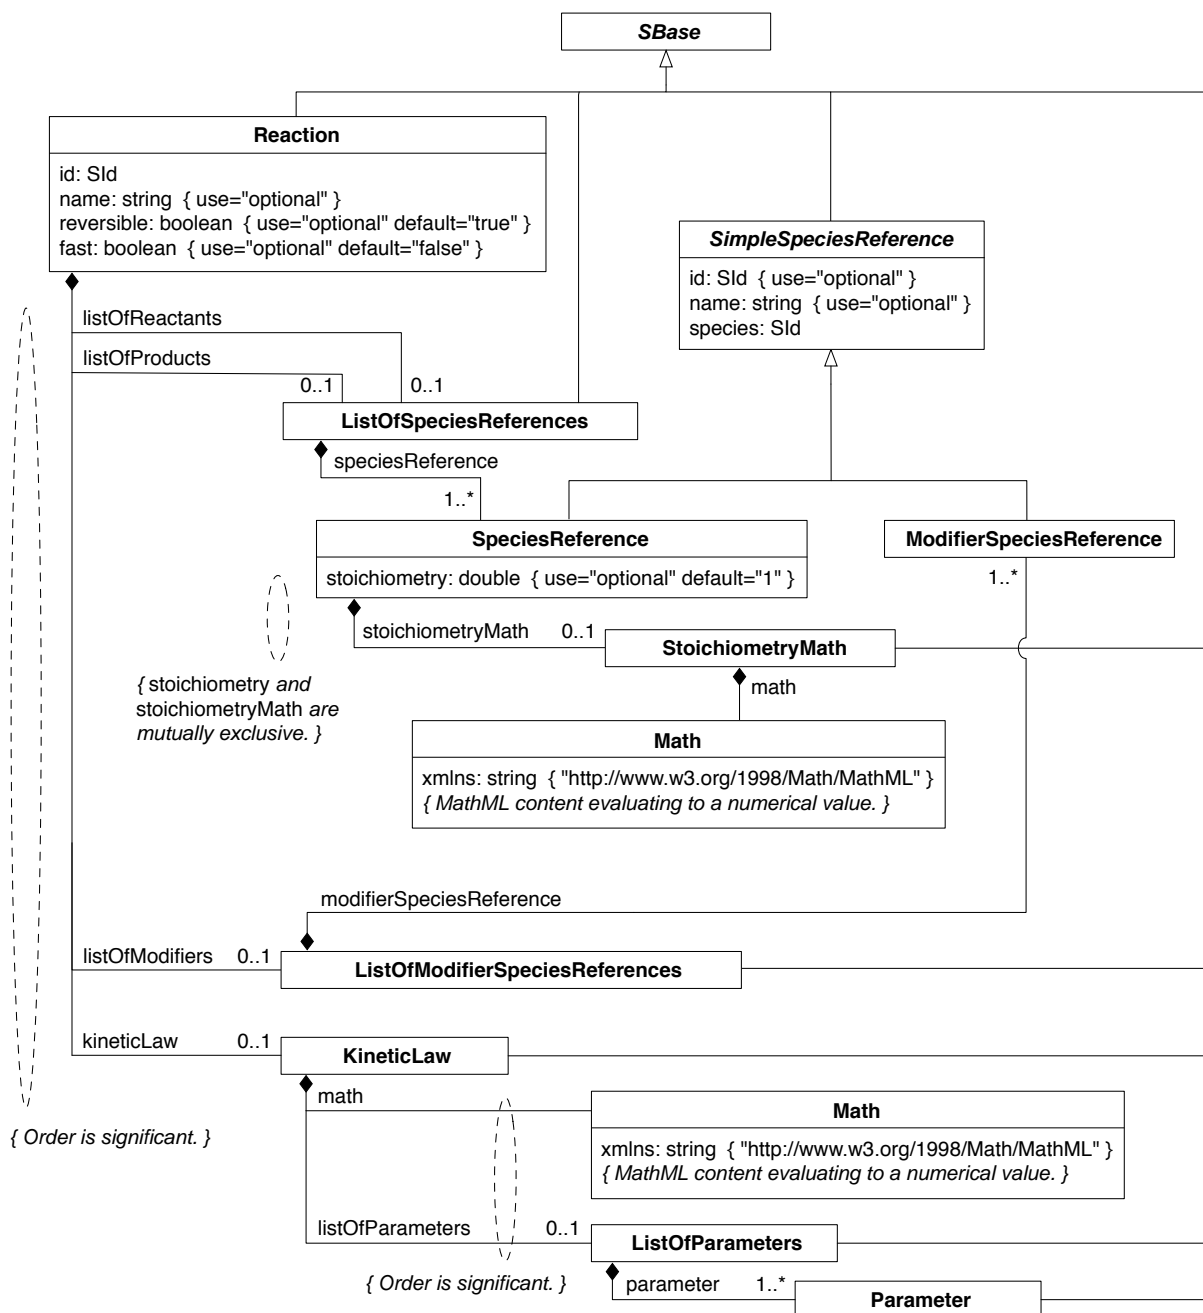 SBase
Reaction
id: SId
name: string { use="optional" }
reversible: boolean { use="optional" default="true" }
fast: boolean { use="optional" default="false" }
SimpleSpeciesReference
id: SId { use="optional" }
name: string { use="optional" }
species: SId
listOfReactants
listOfProducts
0..1
0..1
ListOfSpeciesReferences
speciesReference
1..*
SpeciesReference
stoichiometry: double { use="optional" default="1" }
ModifierSpeciesReference
1..*
stoichiometryMath
0..1
StoichiometryMath
{ stoichiometry and
stoichiometryMath are
mutually exclusive. }
math
Math
xmlns: string { "http://www.w3.org/1998/Math/MathML" }
{ MathML content evaluating to a numerical value. }
modifierSpeciesReference
listOfModifiers
0..1
ListOfModifierSpeciesReferences
kineticLaw
0..1
KineticLaw
{ Order is significant. }
math
Math
xmlns: string { "http://www.w3.org/1998/Math/MathML" }
{ MathML content evaluating to a numerical value. }
listOfParameters
0..1
ListOfParameters
{ Order is significant. }
parameter
1..*
Parameter